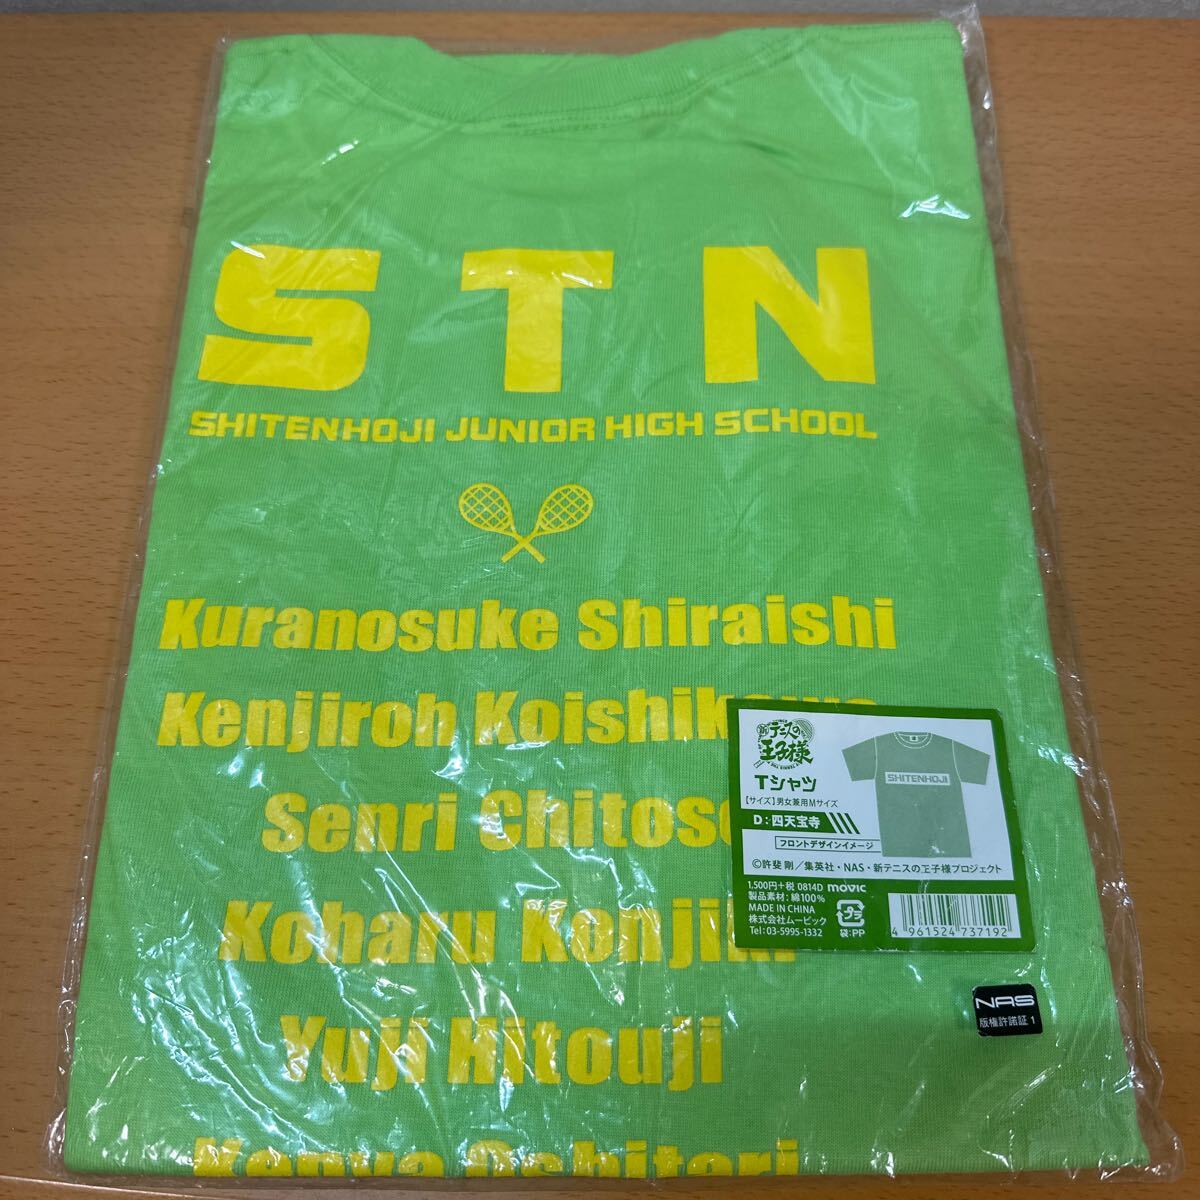 S T N
SHITENHOJI JUNIOR HIGH SCHOOL
Kuranosuke Shiraishi
Kenjiroh
Senri
Koharu
Yuji Hitouji
Kenya Oshitari
新テニスの
王子様
Tシャツ
【サイズ】男女兼用Mサイズ
D:四天宝寺
フロントデザインイメージ
SHITENHOJI
©許斐 剛/集英社・NAS・新テニスの王子様プロジェクト
1,500円+税 0814D movic
製品素材:綿100%
MADE IN CHINA
株式会社ムービック
Tel:03-5995-1332
プラ
袋:PP
4 961524 737192
NAS
版権許諾証 1